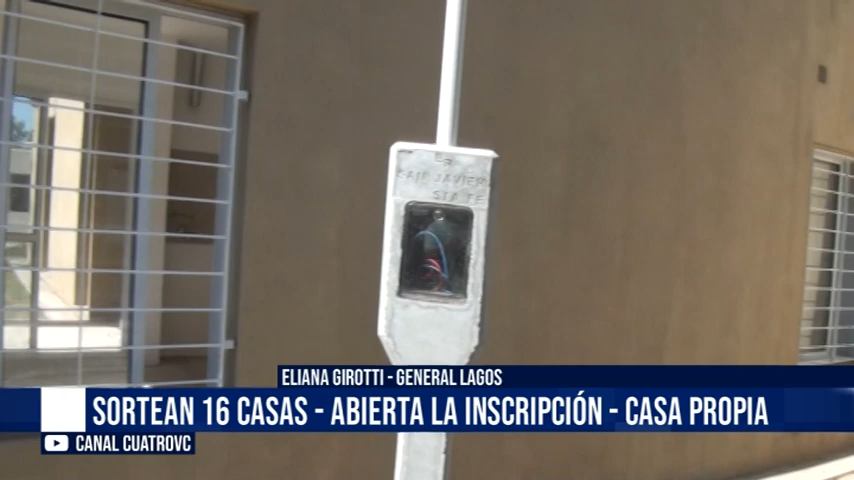 SAN JAVIER
STA FE
ELIANA GIROTTI - GENERAL LAGOS
SORTEAN 16 CASAS - ABIERTA LA INSCRIPCIÓN - CASA PROPIA
CANAL CUATROVC